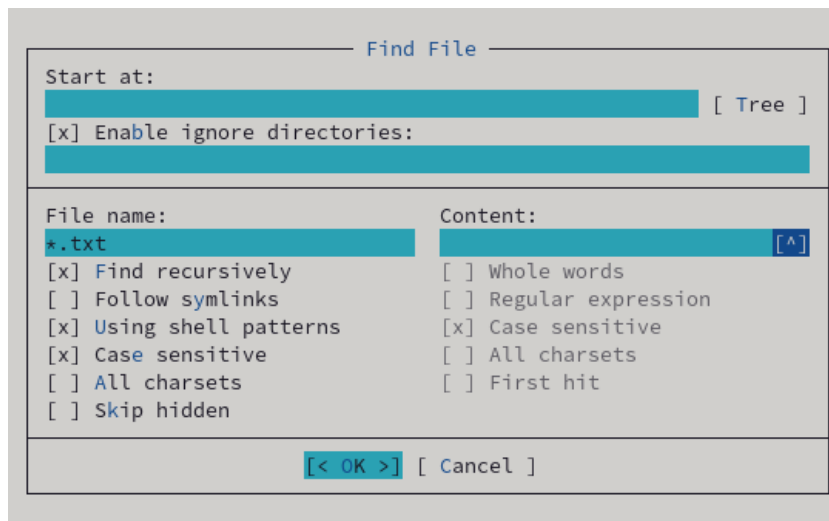 Find File
Start at:
[ Tree ]
[x] Enable ignore directories:
File name:
*.txt
[x] Find recursively
[ ] Follow symlinks
[x] Using shell patterns
[x] Case sensitive
[ ] All charsets
[ ] Skip hidden
Content:
[^]
[ ] Whole words
[ ] Regular expression
[x] Case sensitive
[ ] All charsets
[ ] First hit
[< OK >] [ Cancel ]